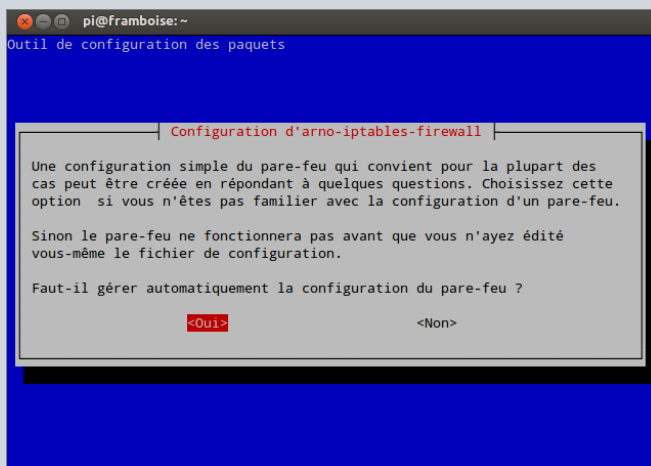 pi@framboise: ~
Outil de configuration des paquets
Configuration d'arno-iptables-firewall
Une configuration simple du pare-feu qui convient pour la plupart des
cas peut être créée en répondant à quelques questions. Choisissez cette
option  si vous n'êtes pas familier avec la configuration d'un pare-feu.
Sinon le pare-feu ne fonctionnera pas avant que vous n'ayez édité
vous-même le fichier de configuration.
Faut-il gérer automatiquement la configuration du pare-feu ?
<Oui> <Non>